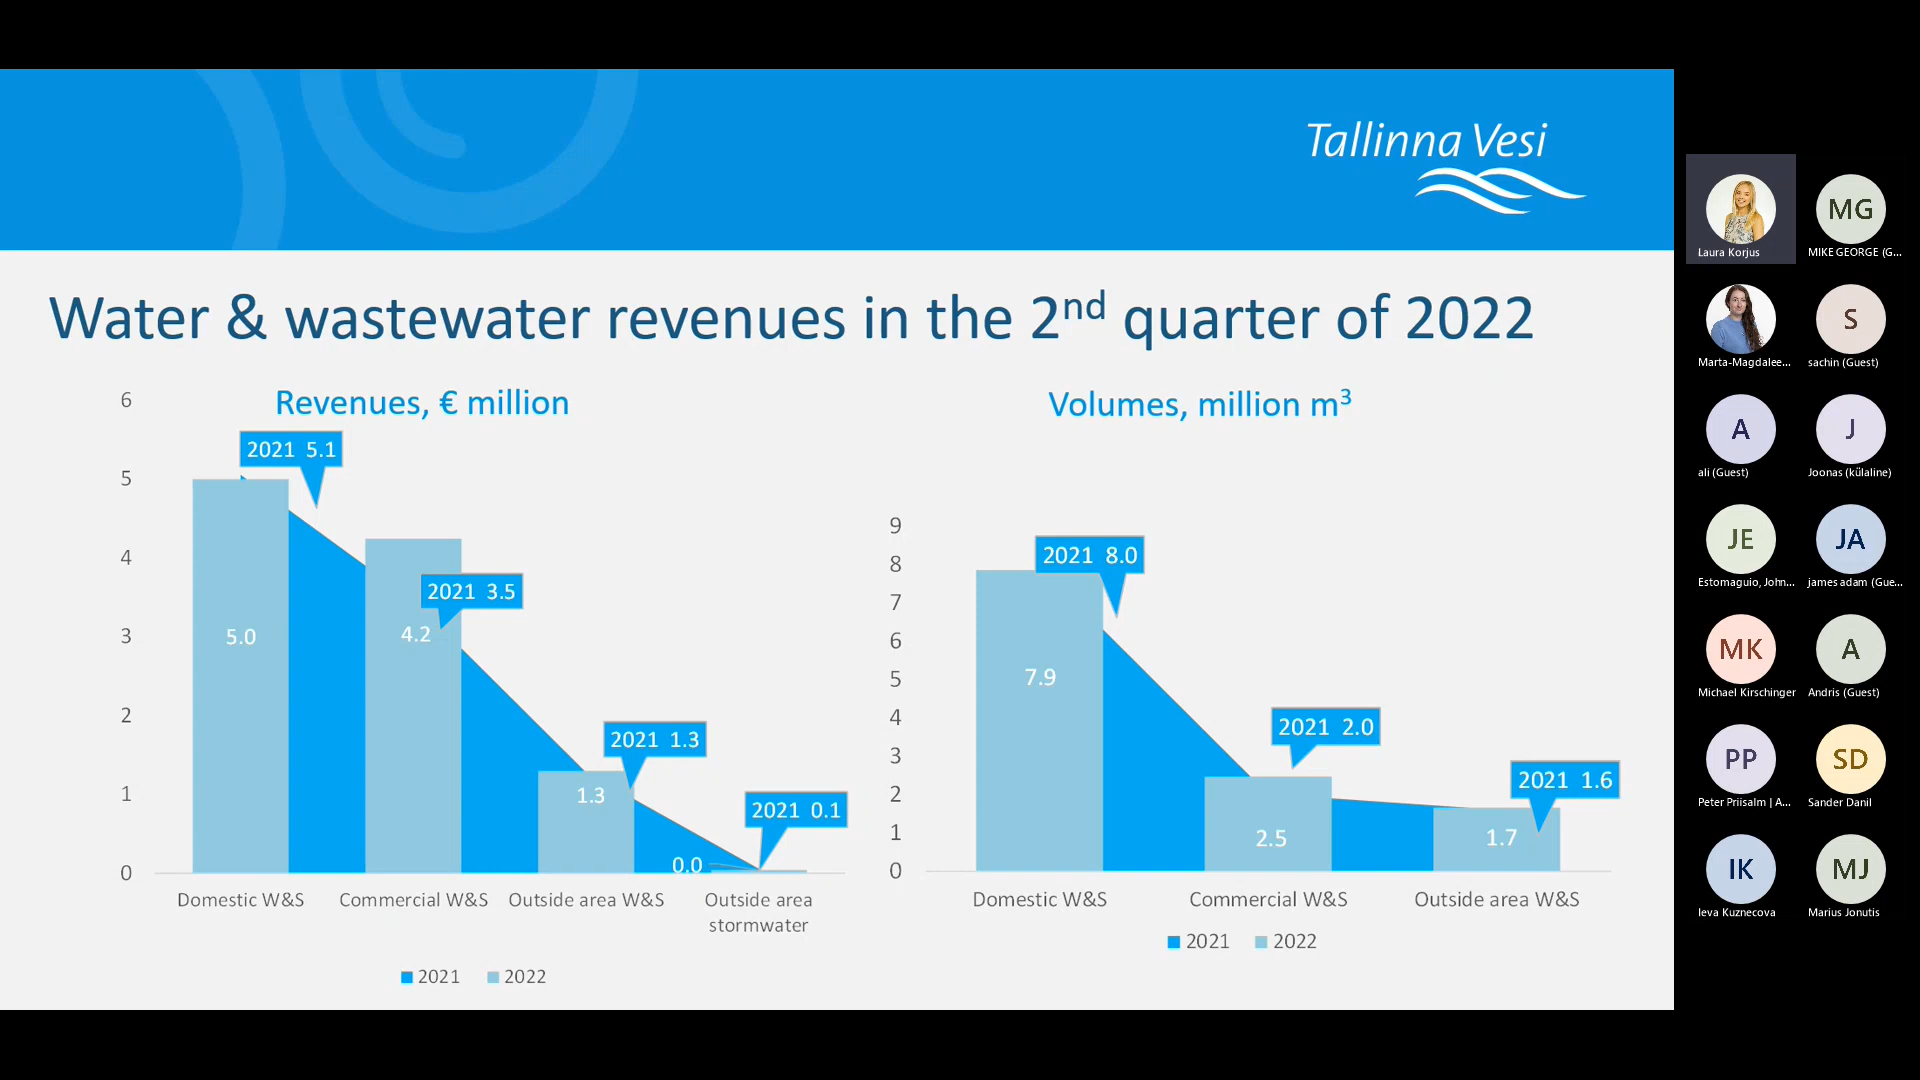 Tallinna Vesi
Water & wastewater revenues in the 2nd quarter of 2022
Revenues, € million
6
5
4
3
2
1
0
2021 5.1
2021 3.5
2021 1.3
2021 0.1
5.0
4.2
1.3
0.0
Domestic W&S
Commercial W&S
Outside area W&S
Outside area
stormwater
2021 2022
Volumes, million m³
9
8
7
6
5
4
3
2
1
0
2021 8.0
2021 2.0
2021 1.6
7.9
2.5
1.7
Domestic W&S
Commercial W&S
Outside area W&S
2021 2022
Laura Korjus
MG
MIKE GEORGE (G...
Marta-Magdalee...
S
sachin (Guest)
A
ali (Guest)
J
Joonas (külaline)
JE
Estomaguio, John...
JA
james adam (Gue...
MK
Michael Kirschinger
A
Andris (Guest)
PP
Peter Priisalm | A...
SD
Sander Danil
IK
Ieva Kuznecova
MJ
Marius Jonutis